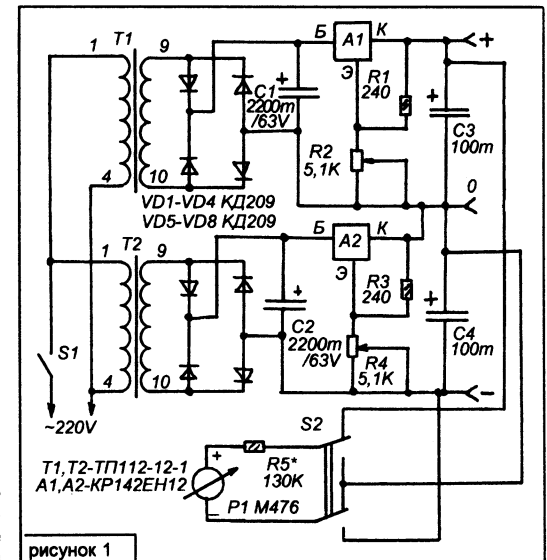 T1
1
9
4
10
Б
A1
К
Э
+
+
C1
2200m
/63V
R1
240
R2
5,1K
+
C3
100m
0
VD1-VD4 КД209
VD5-VD8 КД209
T2
1
9
4
10
Б
A2
К
Э
+
C2
2200m
/63V
R3
240
R4
5,1K
+
C4
100m
−
S1
~220V
S2
T1,T2-ТП112-12-1
A1,A2-КР142ЕН12
+
−
R5*
130K
P1 M476
рисунок 1